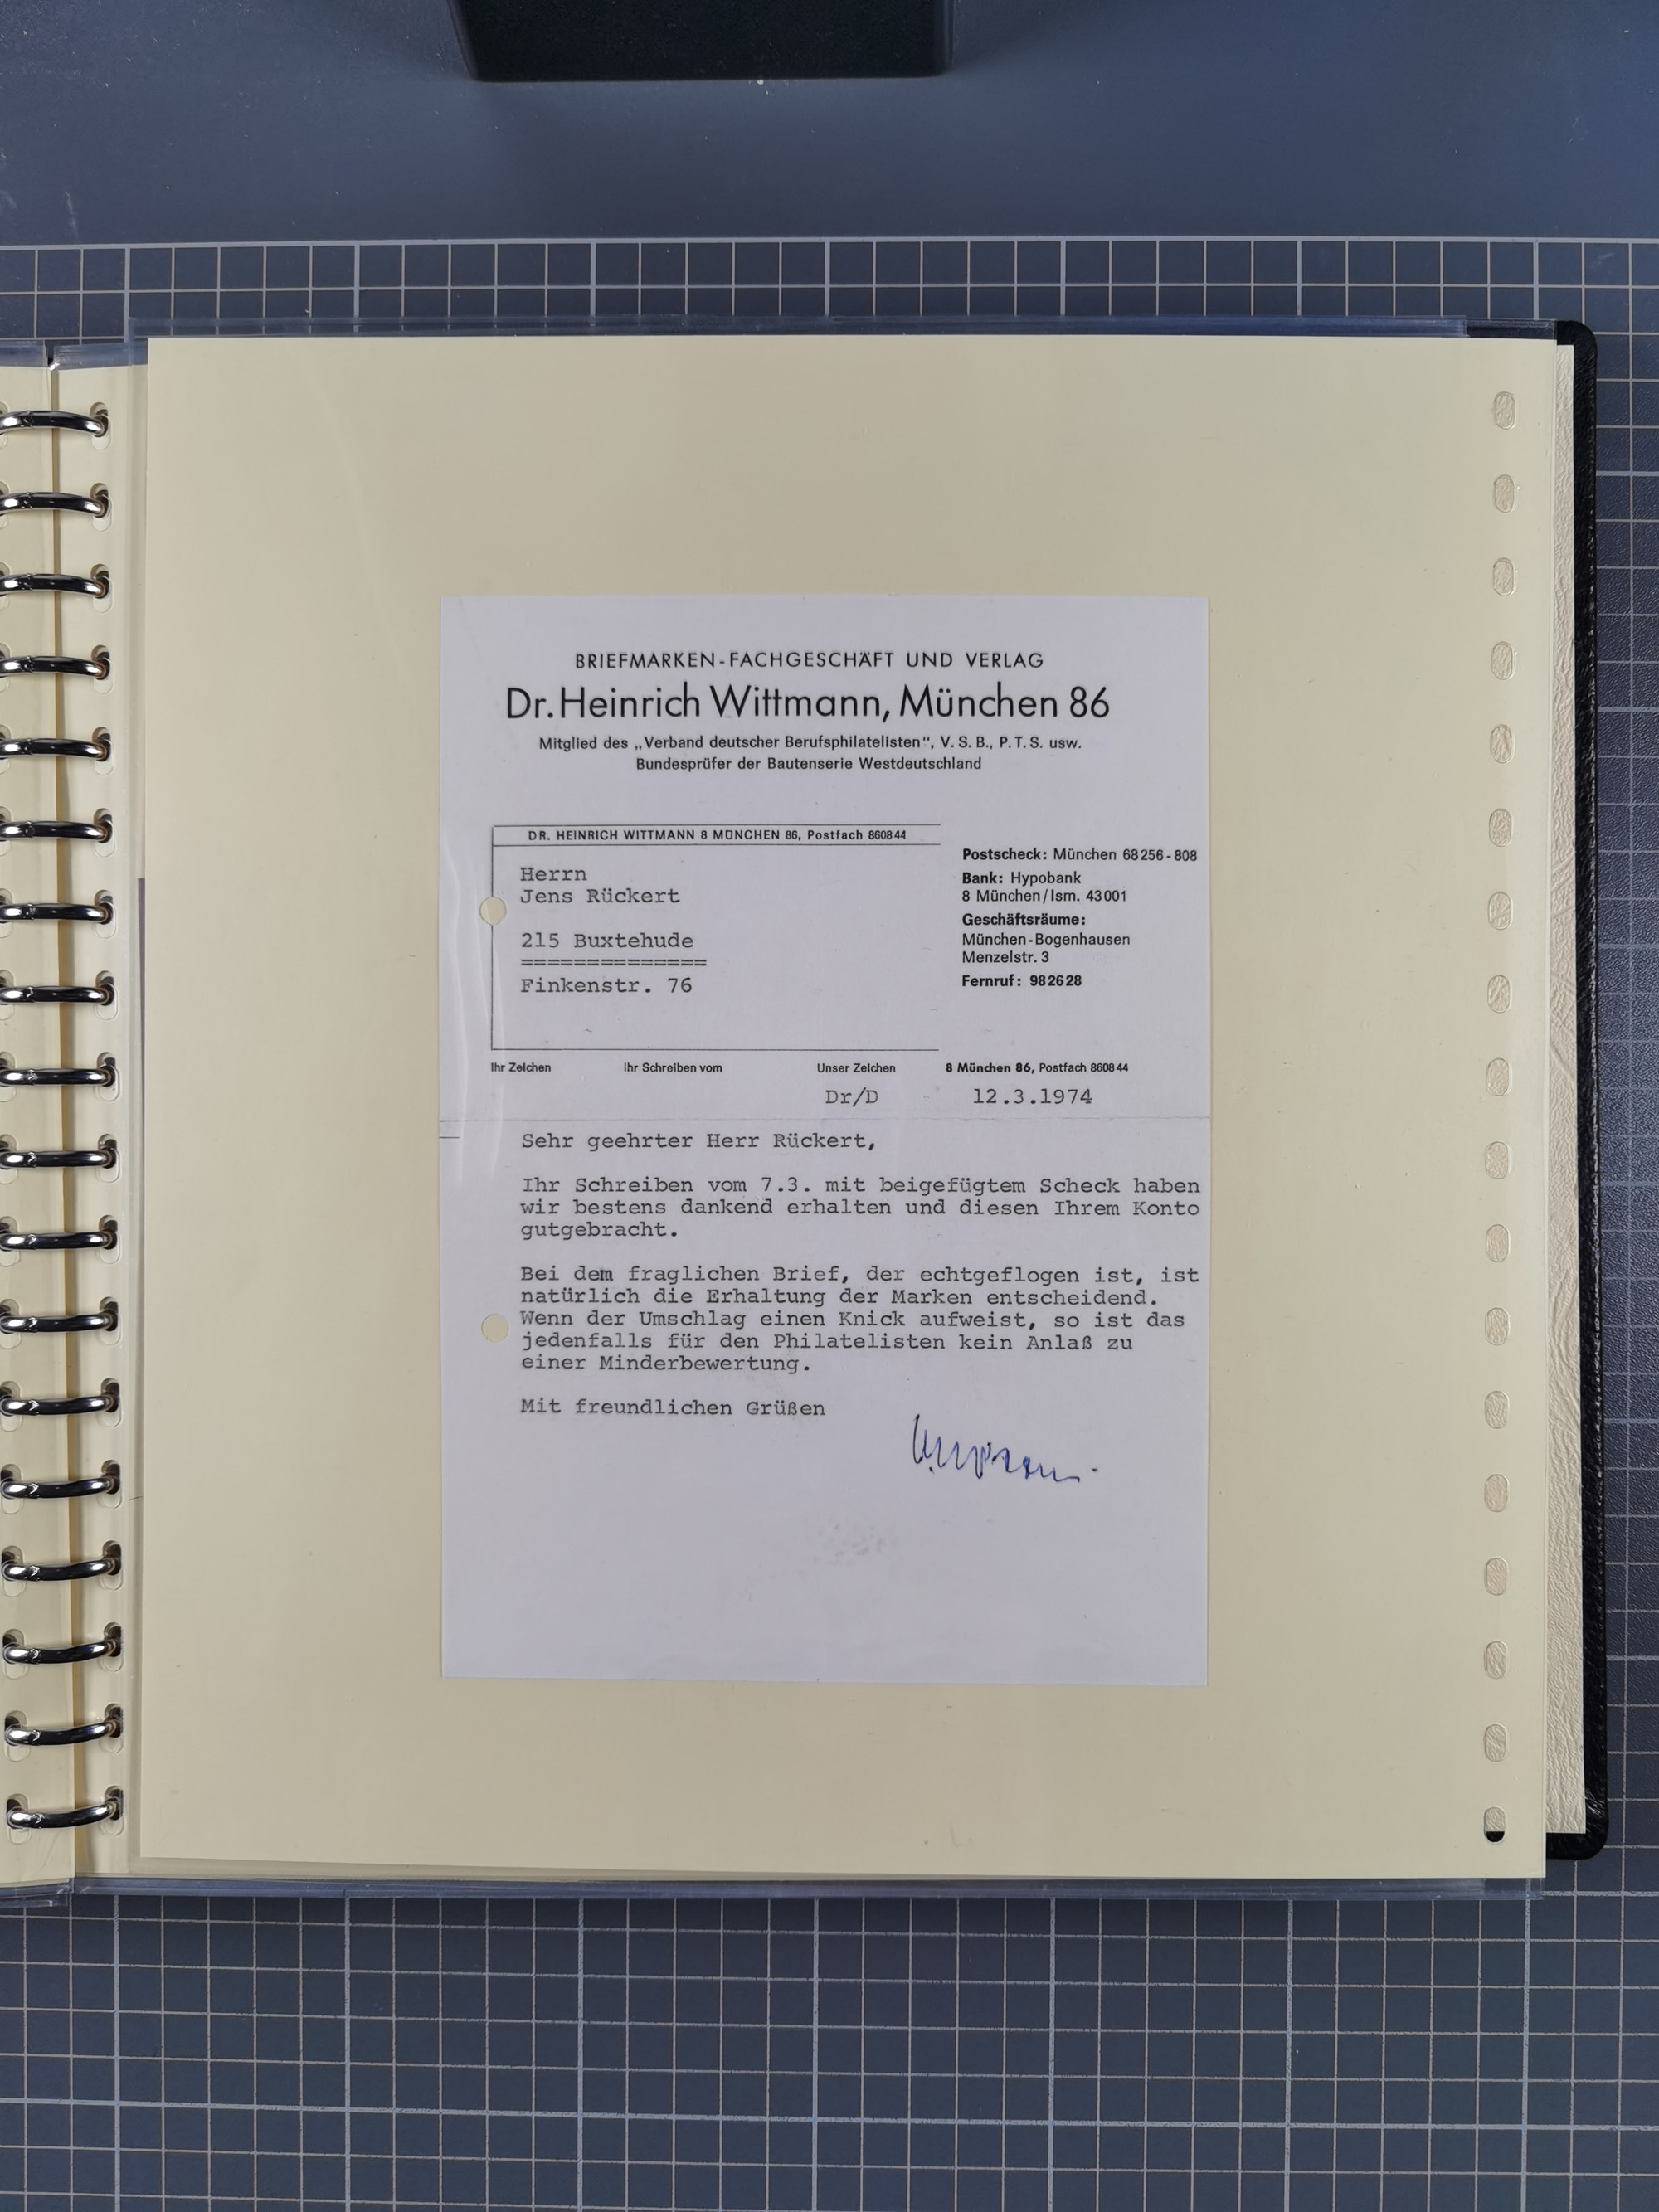 BRIEFMARKEN-FACHGESCHÄFT UND VERLAG
Dr. Heinrich Wittmann, München 86
Mitglied des „Verband deutscher Berufsphilatelisten“, V. S. B., P. T. S. usw.
Bundesprüfer der Bautenserie Westdeutschland
DR. HEINRICH WITTMANN 8 MÜNCHEN 86, Postfach 860844
Herrn
Jens Rückert
215 Buxtehude
==============
Finkenstr. 76
Postscheck: München 68256-808
Bank: Hypobank
8 München/Ism. 43001
Geschäftsräume:
München-Bogenhausen
Menzelstr. 3
Fernruf: 982628
Ihr Zeichen Ihr Schreiben vom Unser Zeichen 8 München 86, Postfach 860844
Dr/D 12.3.1974
Sehr geehrter Herr Rückert,
Ihr Schreiben vom 7.3. mit beigefügtem Scheck haben
wir bestens dankend erhalten und diesen Ihrem Konto
gutgebracht.
Bei dem fraglichen Brief, der echtgeflogen ist, ist
natürlich die Erhaltung der Marken entscheidend.
Wenn der Umschlag einen Knick aufweist, so ist das
jedenfalls für den Philatelisten kein Anlaß zu
einer Minderbewertung.
Mit freundlichen Grüßen